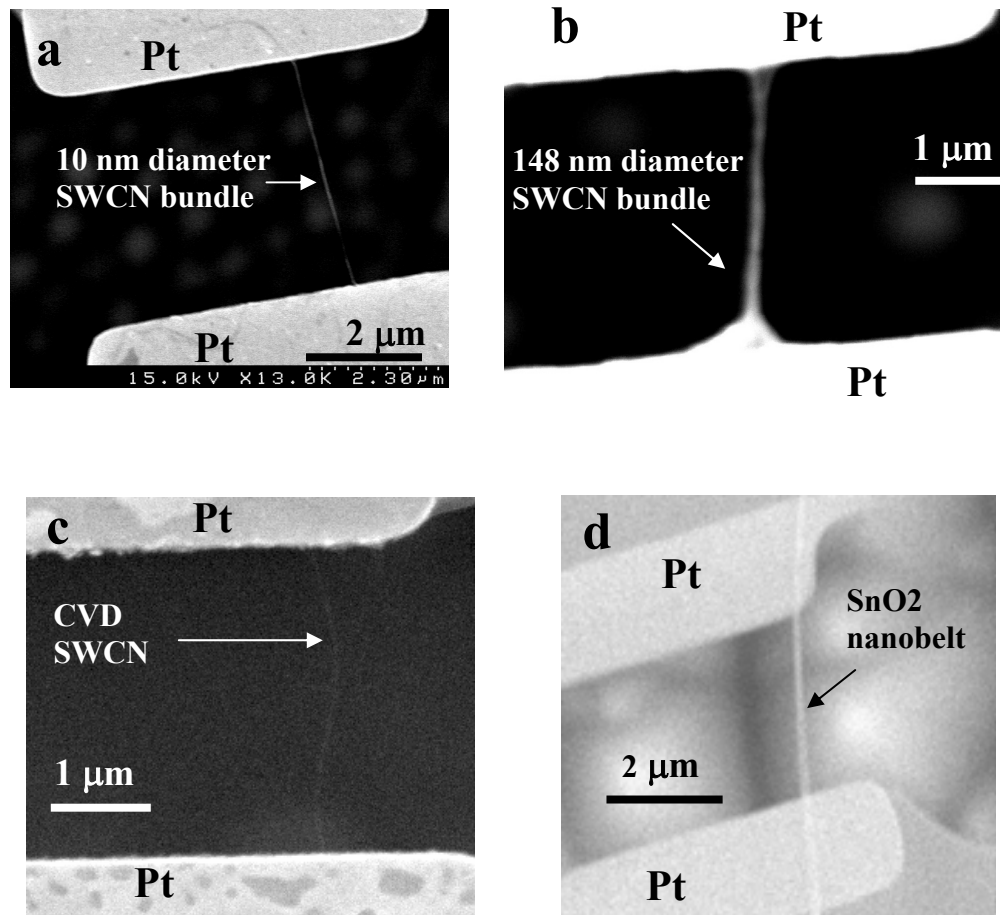 a
Pt
10 nm diameter
SWCN bundle
Pt
2 μm
15.0kV X13.0K 2.30μm
b
Pt
148 nm diameter
SWCN bundle
1 μm
Pt
c
Pt
CVD
SWCN
1 μm
Pt
d
Pt
SnO2
nanobelt
2 μm
Pt